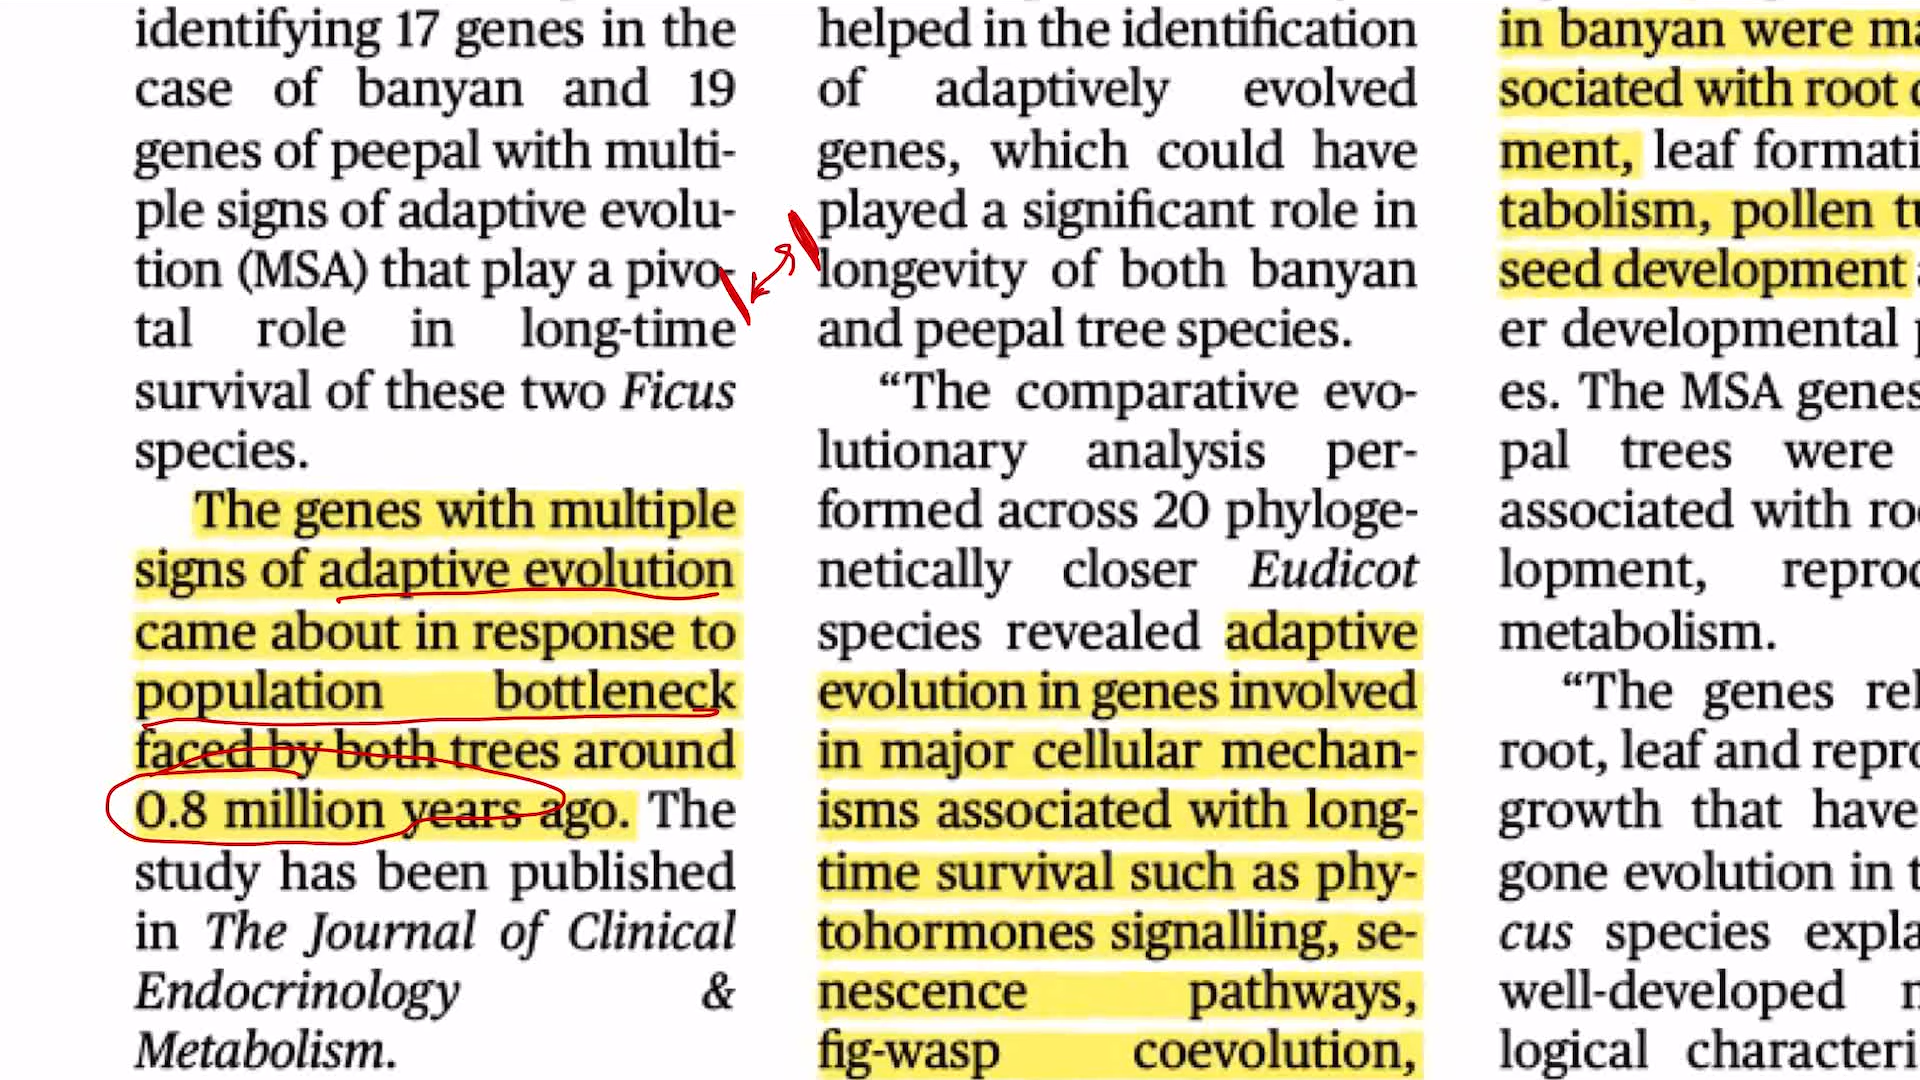 identifying 17 genes in the
case of banyan and 19
genes of peepal with multi-
ple signs of adaptive evolu-
tion (MSA) that play a pivo-
tal role in long-time
survival of these two Ficus
species.
The genes with multiple
signs of adaptive evolution
came about in response to
population bottleneck
faced by both trees around
0.8 million years ago. The
study has been published
in The Journal of Clinical
Endocrinology &
Metabolism.
helped in the identification
of adaptively evolved
genes, which could have
played a significant role in
longevity of both banyan
and peepal tree species.
“The comparative evo-
lutionary analysis per-
formed across 20 phyloge-
netically closer Eudicot
species revealed adaptive
evolution in genes involved
in major cellular mechan-
isms associated with long-
time survival such as phy-
tohormones signalling, se-
nescence pathways,
fig-wasp coevolution,
in banyan were
sociated with root
ment, leaf
tabolism, pollen
seed development
er developmental
es. The MSA genes
pal trees were
associated with
lopment,
metabolism.
“The genes
root, leaf and
growth that have
gone evolution in
cus species
well-developed
logical